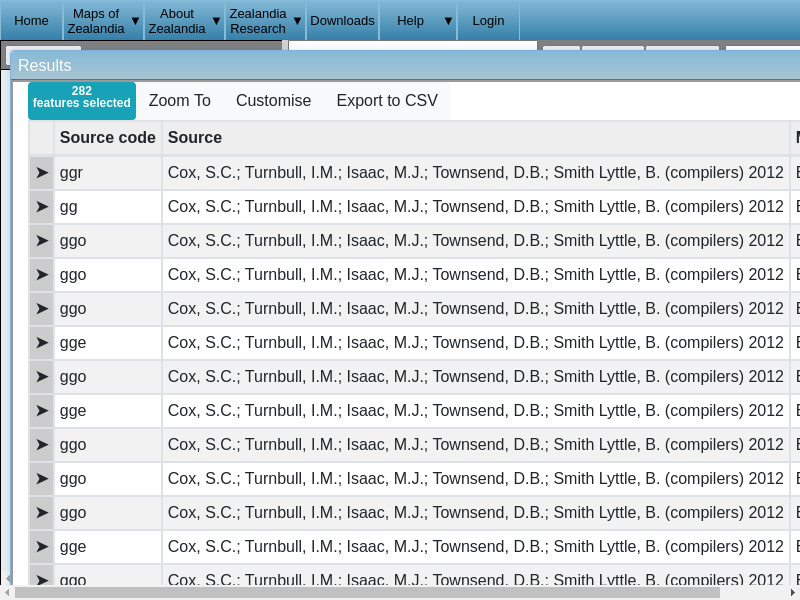 Home
Maps of Zealandia ▼
About Zealandia ▼
Zealandia Research ▼
Downloads
Help ▼
Login
Results
282
features selected
Zoom To
Customise
Export to CSV
Source code Source
➤ ggr Cox, S.C.; Turnbull, I.M.; Isaac, M.J.; Townsend, D.B.; Smith Lyttle, B. (compilers) 2012
➤ gg Cox, S.C.; Turnbull, I.M.; Isaac, M.J.; Townsend, D.B.; Smith Lyttle, B. (compilers) 2012
➤ ggo Cox, S.C.; Turnbull, I.M.; Isaac, M.J.; Townsend, D.B.; Smith Lyttle, B. (compilers) 2012
➤ ggo Cox, S.C.; Turnbull, I.M.; Isaac, M.J.; Townsend, D.B.; Smith Lyttle, B. (compilers) 2012
➤ ggo Cox, S.C.; Turnbull, I.M.; Isaac, M.J.; Townsend, D.B.; Smith Lyttle, B. (compilers) 2012
➤ gge Cox, S.C.; Turnbull, I.M.; Isaac, M.J.; Townsend, D.B.; Smith Lyttle, B. (compilers) 2012
➤ ggo Cox, S.C.; Turnbull, I.M.; Isaac, M.J.; Townsend, D.B.; Smith Lyttle, B. (compilers) 2012
➤ gge Cox, S.C.; Turnbull, I.M.; Isaac, M.J.; Townsend, D.B.; Smith Lyttle, B. (compilers) 2012
➤ ggo Cox, S.C.; Turnbull, I.M.; Isaac, M.J.; Townsend, D.B.; Smith Lyttle, B. (compilers) 2012
➤ ggo Cox, S.C.; Turnbull, I.M.; Isaac, M.J.; Townsend, D.B.; Smith Lyttle, B. (compilers) 2012
➤ ggo Cox, S.C.; Turnbull, I.M.; Isaac, M.J.; Townsend, D.B.; Smith Lyttle, B. (compilers) 2012
➤ gge Cox, S.C.; Turnbull, I.M.; Isaac, M.J.; Townsend, D.B.; Smith Lyttle, B. (compilers) 2012
➤ ggo Cox, S.C.; Turnbull, I.M.; Isaac, M.J.; Townsend, D.B.; Smith Lyttle, B. (compilers) 2012